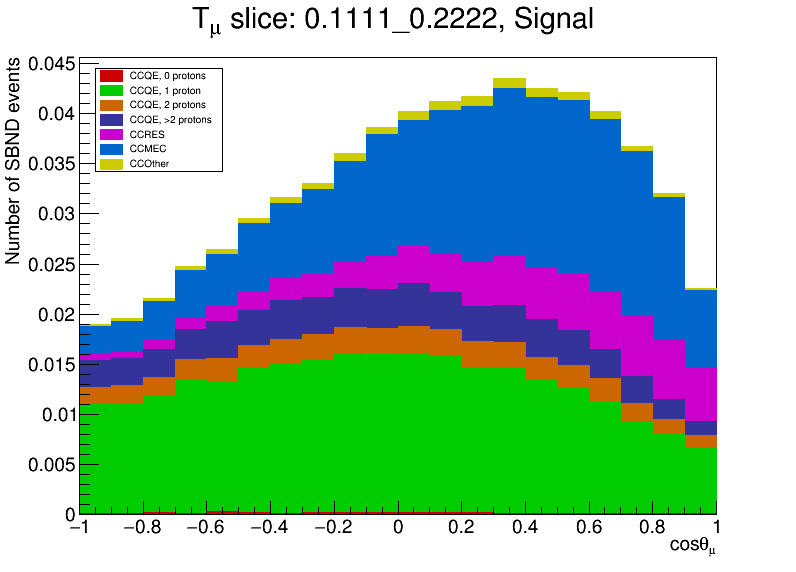 Tμ slice: 0.1111_0.2222, Signal
Number of SBND events
0.045
0.04
0.035
0.03
0.025
0.02
0.015
0.01
0.005
0
CCQE, 0 protons
CCQE, 1 proton
CCQE, 2 protons
CCQE, >2 protons
CCRES
CCMEC
CCOther
−1 −0.8 −0.6 −0.4 −0.2 0 0.2 0.4 0.6 0.8 1
cosθμ